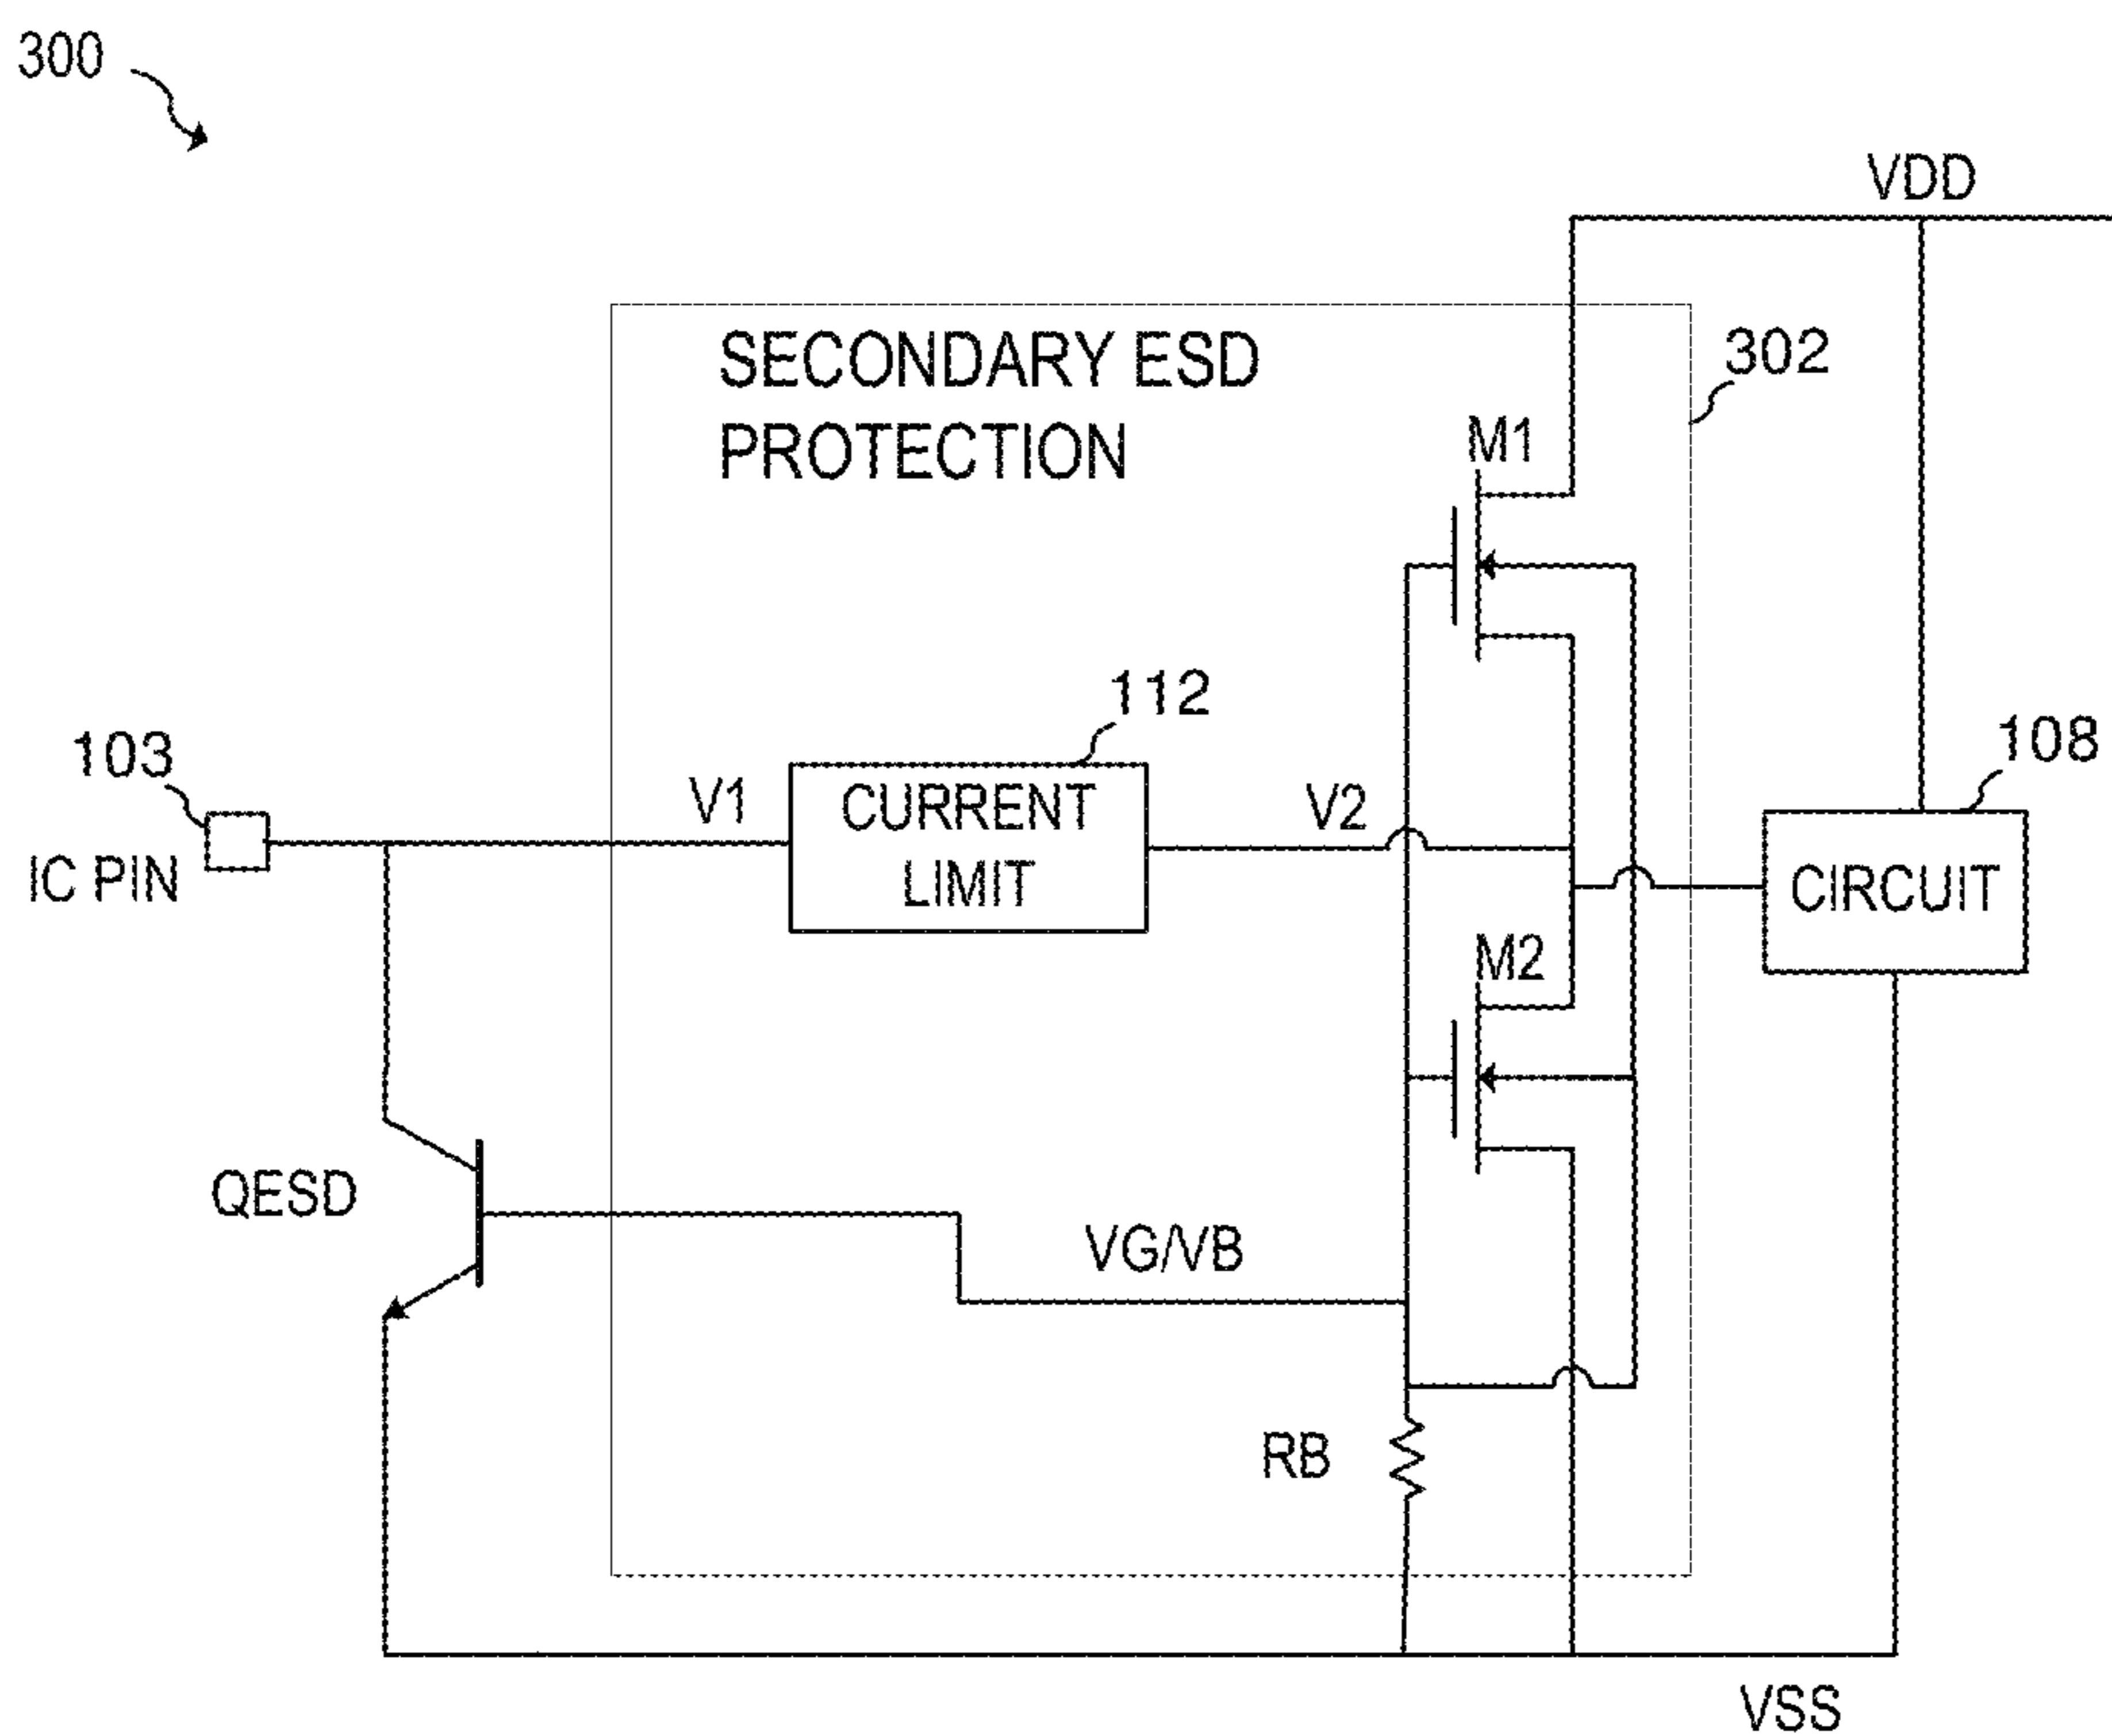 300
VDD
SECONDARY ESD
PROTECTION
302
M1
112
103
V1
CURRENT
LIMIT
V2
108
IC PIN
CIRCUIT
M2
QESD
VG/VB
RB
VSS